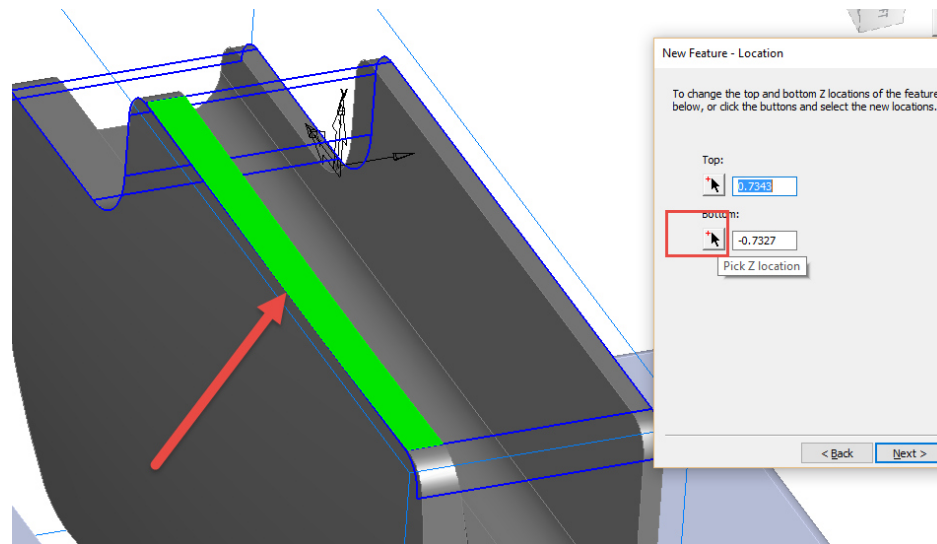 New Feature - Location
To change the top and bottom Z locations of the feature
below, or click the buttons and select the new locations.
Top:
0.7343
Bottom:
-0.7327
Pick Z location
< Back
Next >